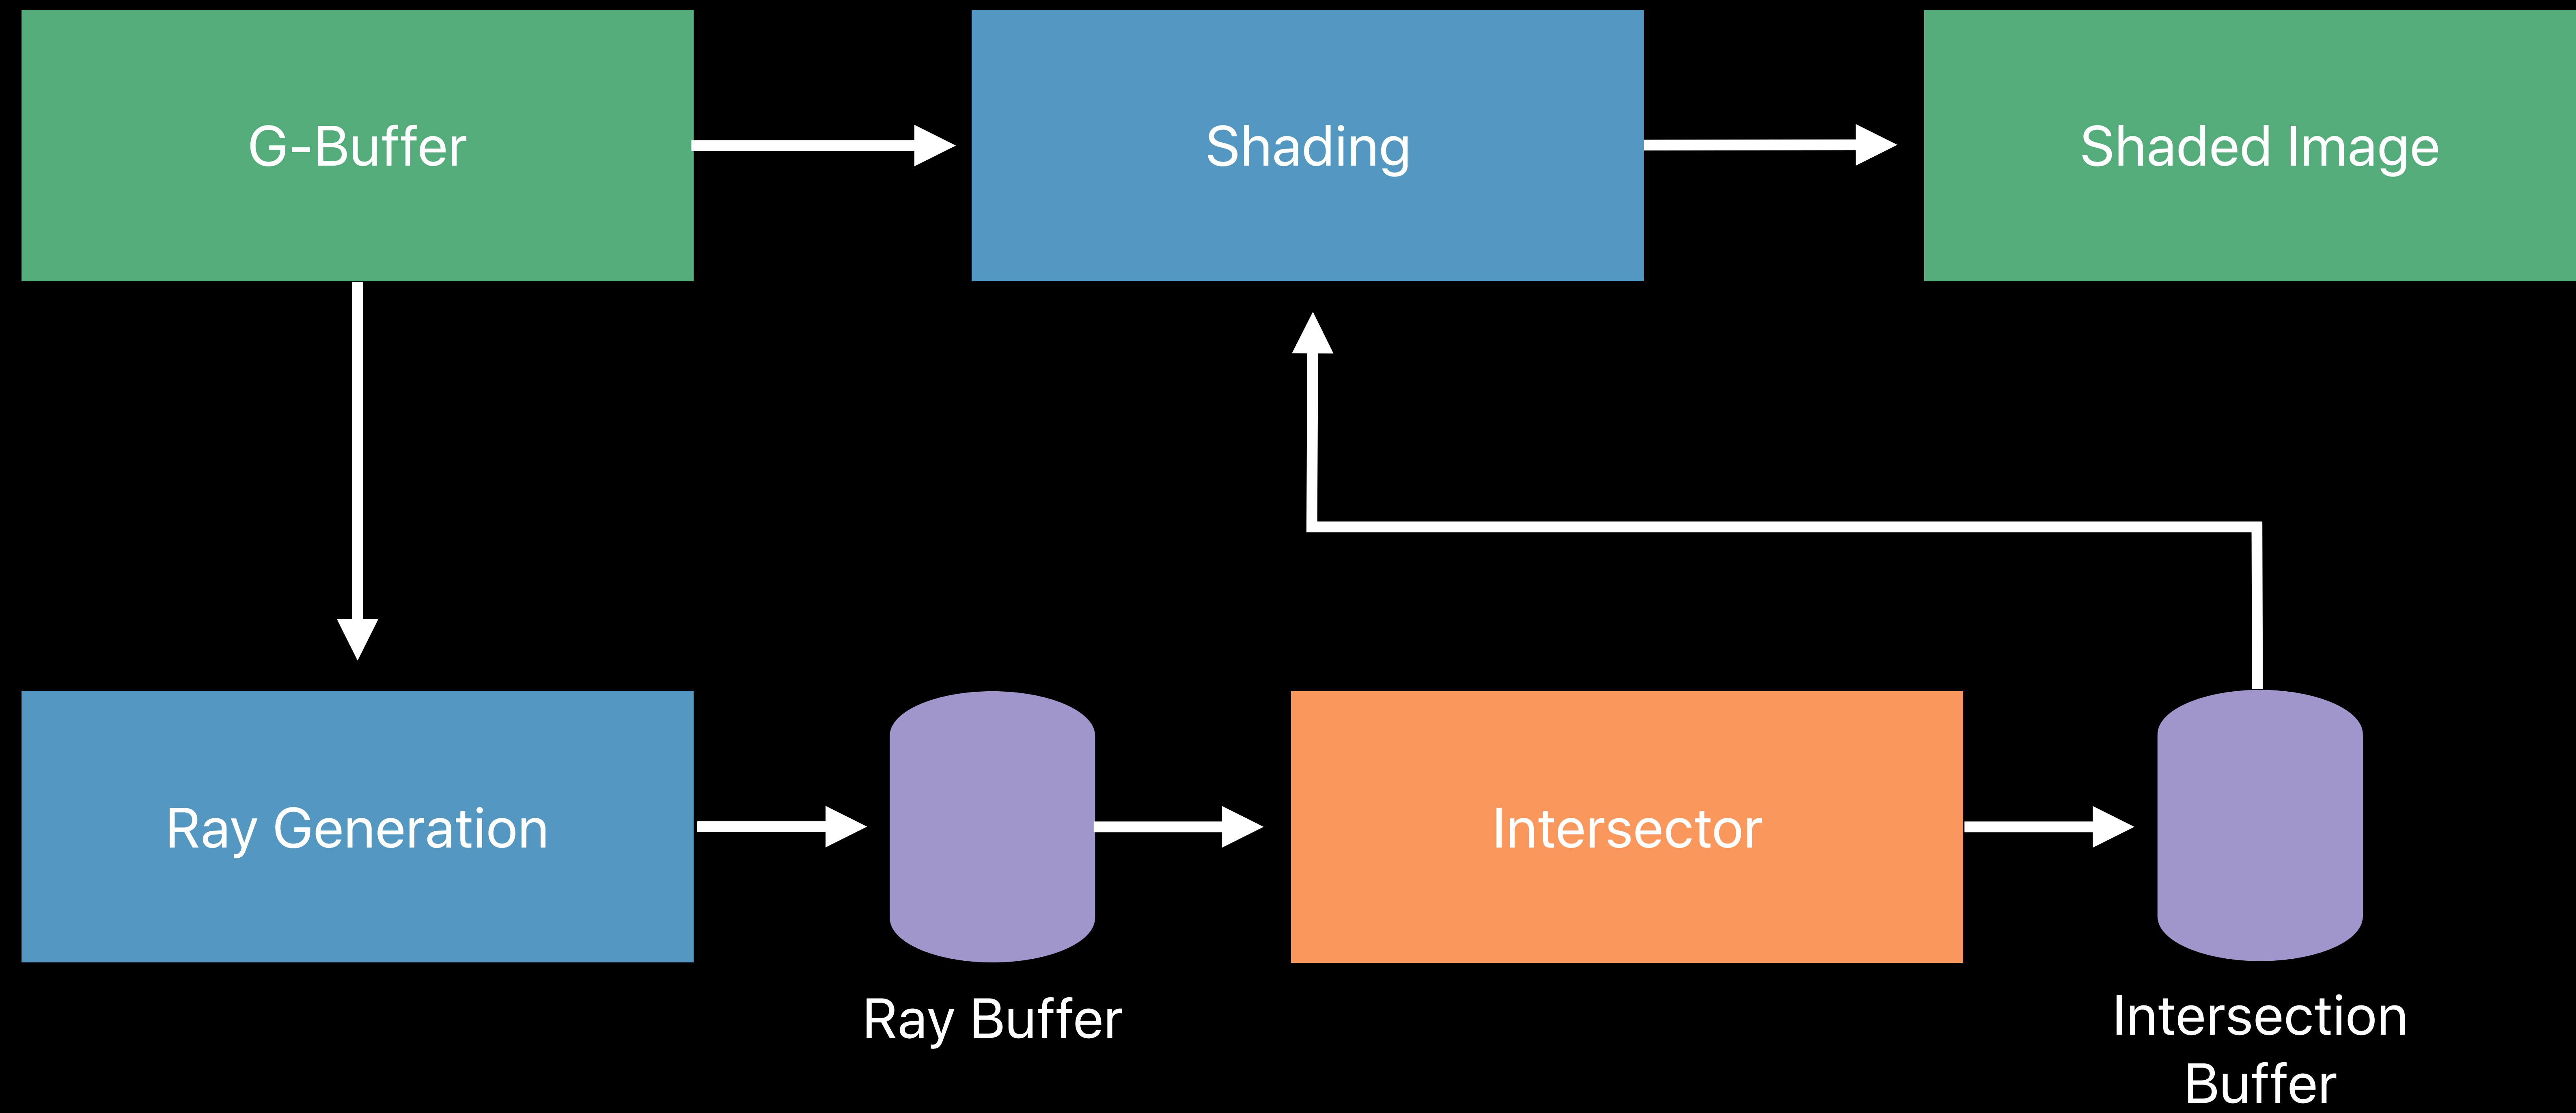 G-Buffer
Shading
Shaded Image
Ray Generation
Intersector
Ray Buffer
Intersection
Buffer